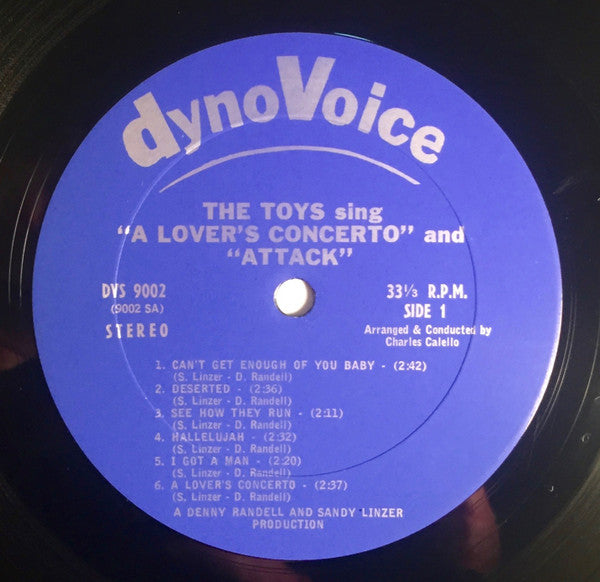 dynoVoice
THE TOYS sing
"A LOVER'S CONCERTO" and
"ATTACK"
DYS 9002
(9002 SA)
STEREO
33⅓ R.P.M.
SIDE 1
Arranged & Conducted by
Charles Calello
1. CAN'T GET ENOUGH OF YOU BABY - (2:42)
(S. Linzer - D. Randell)
2. DESERTED - (2:36)
(S. Linzer - D. Randell)
3. SEE HOW THEY RUN - (2:11)
(S. Linzer - D. Randell)
4. HALLELUJAH - (2:32)
(S. Linzer - D. Randell)
5. I GOT A MAN - (2:20)
(S. Linzer - D. Randell)
6. A LOVER'S CONCERTO - (2:37)
(S. Linzer - D. Randell)
A DENNY RANDELL AND SANDY LINZER
PRODUCTION